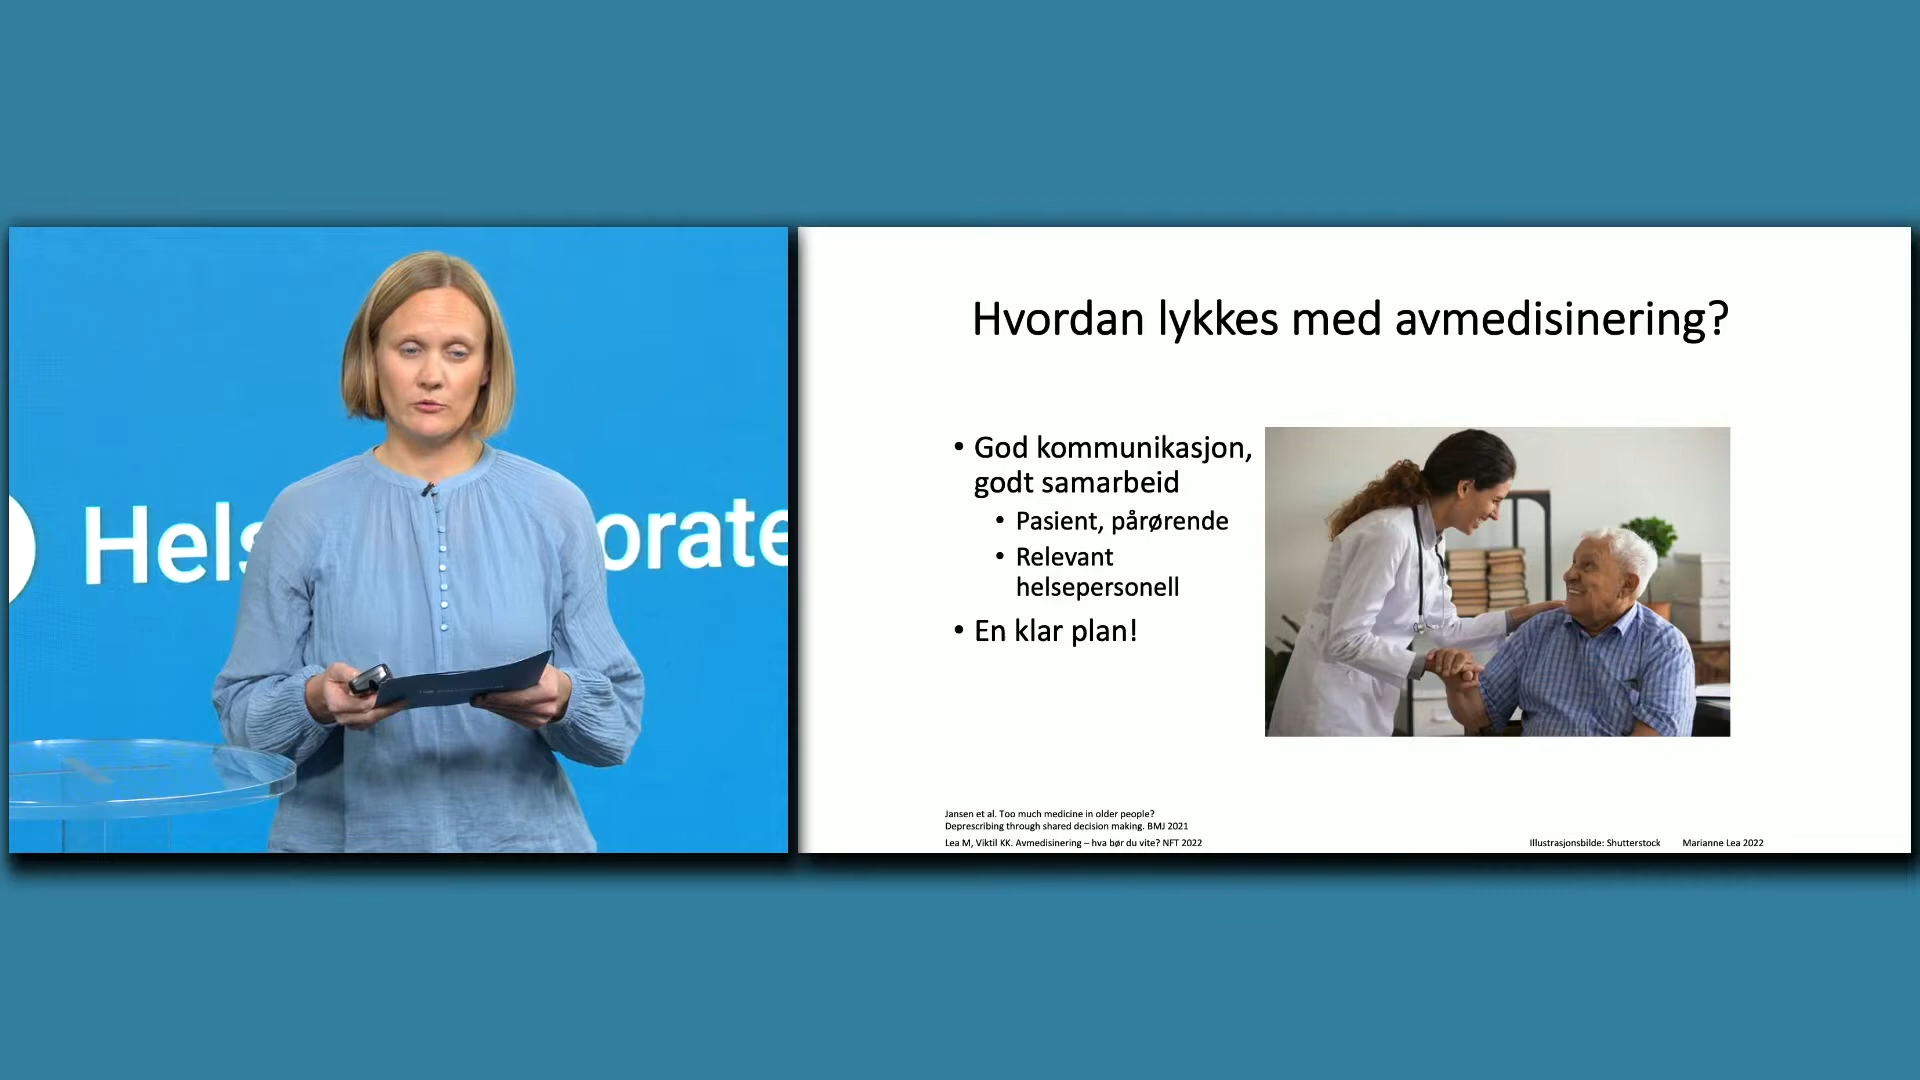 Hels
orate
Hvordan lykkes med avmedisinering?
• God kommunikasjon,
godt samarbeid
• Pasient, pårørende
• Relevant
helsepersonell
• En klar plan!
Jansen et al. Too much medicine in older people?
Deprescribing through shared decision making. BMJ 2021
Lea M, Viktil KK. Avmedisinering – hva bør du vite? NFT 2022
Illustrasjonsbilde: Shutterstock
Marianne Lea 2022